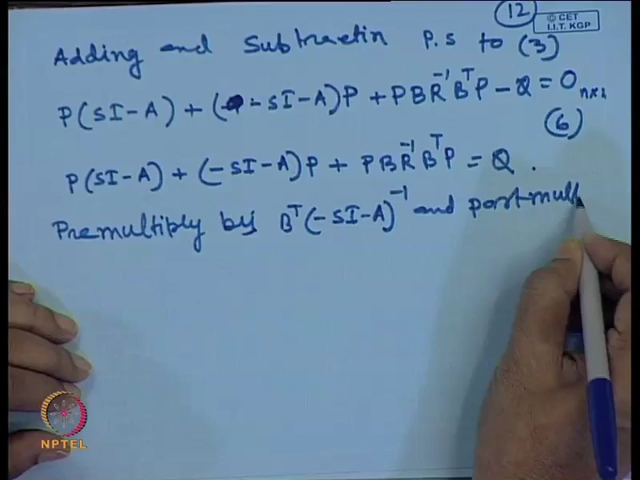 12
© CET
I.I.T. KGP
Adding and Subtractin P.S to (3)
P(SI-A) + (-SI-A)P + PBR⁻¹BᵀP - Q = 0ₙₓₙ
(6)
P(SI-A) + (-SI-A)P + PBR⁻¹BᵀP = Q.
Premultiply by Bᵀ(-SI-A)⁻¹ and post-mult
NPTEL